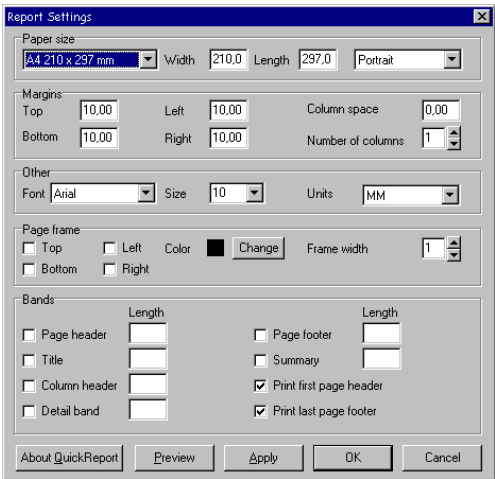 Report Settings
Paper size
A4 210 x 297 mm Width 210,0 Length 297,0 Portrait
Margins
Top 10,00 Left 10,00 Column space 0,00
Bottom 10,00 Right 10,00 Number of columns 1
Other
Font Arial Size 10 Units MM
Page frame
Top Left Color Change Frame width 1
Bottom Right
Bands
Length Length
Page header Page footer
Title Summary
Column header Print first page header
Detail band Print last page footer
About QuickReport Preview Apply OK Cancel